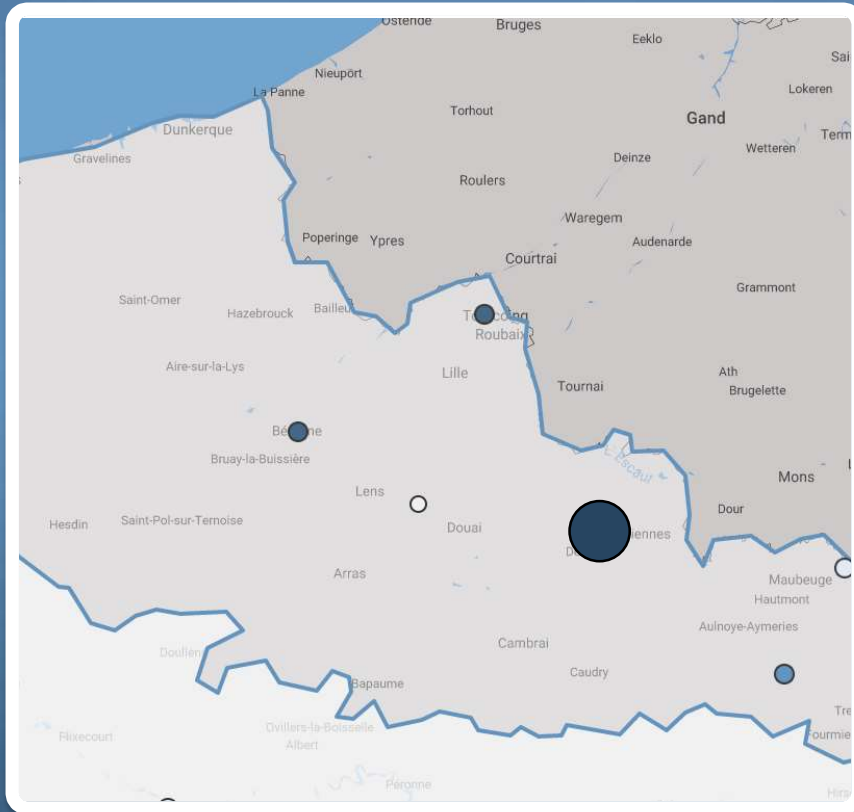 Ostende
Bruges
Eeklo
Nieuport
La Panne
Lokeren
Torhout
Gand
Dunkerque
Gravelines
Deinze
Wetteren
Roulers
Waregem
Poperinge
Ypres
Audenarde
Courtrai
Grammont
Saint-Omer
Hazebrouck
Bailleul
Roubaix
Aire-sur-la-Lys
Lille
Ath
Tournai
Brugelette
Bruay-la-Buissière
L'Escaut
Mons
Lens
Hesdin
Saint-Pol-sur-Ternoise
Douai
Dour
Arras
Maubeuge
Hautmont
Aulnoye-Aymeries
Cambrai
Caudry
Bapaume
Ovillers-la-Boisselle
Flixecourt
Albert
Péronne